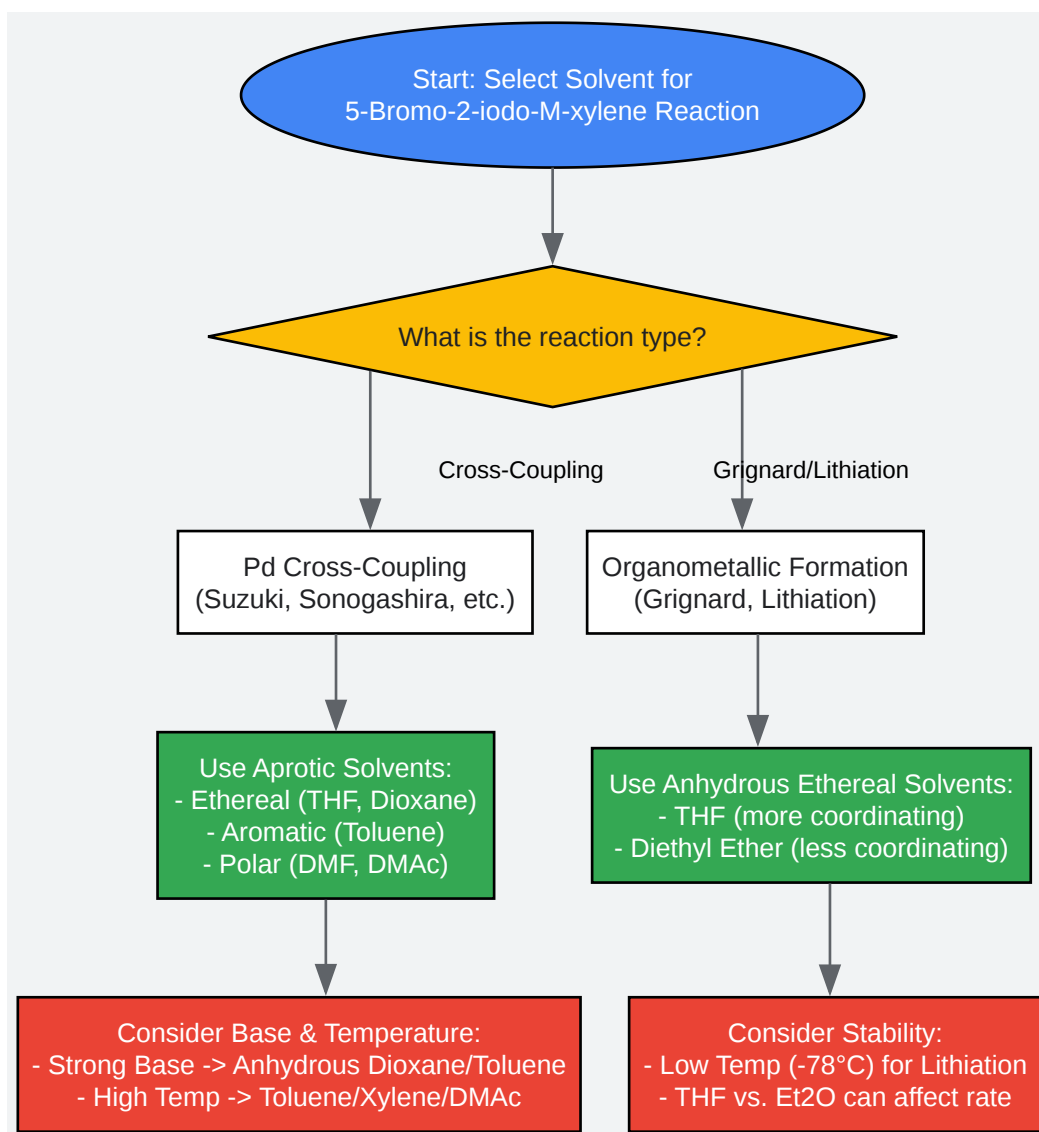 Start: Select Solvent for
5-Bromo-2-iodo-M-xylene Reaction
What is the reaction type?
Cross-Coupling
Grignard/Lithiation
Pd Cross-Coupling
(Suzuki, Sonogashira, etc.)
Organometallic Formation
(Grignard, Lithiation)
Use Aprotic Solvents:
- Ethereal (THF, Dioxane)
- Aromatic (Toluene)
- Polar (DMF, DMAc)
Use Anhydrous Ethereal Solvents:
- THF (more coordinating)
- Diethyl Ether (less coordinating)
Consider Base & Temperature:
- Strong Base -> Anhydrous Dioxane/Toluene
- High Temp -> Toluene/Xylene/DMAc
Consider Stability:
- Low Temp (-78°C) for Lithiation
- THF vs. Et2O can affect rate